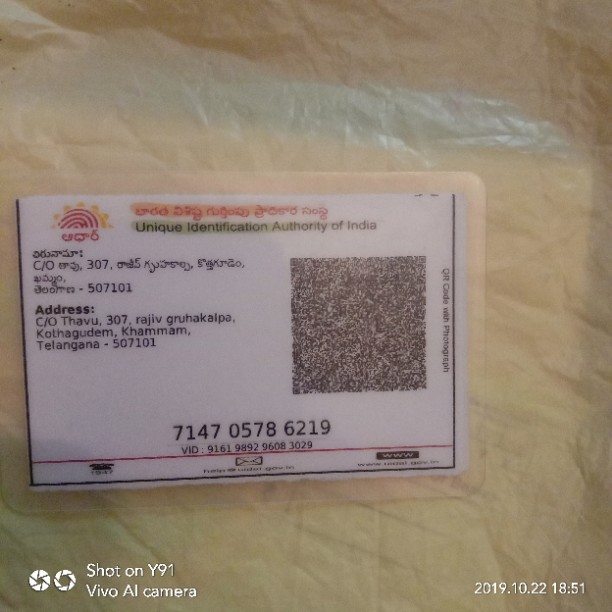 భారత విశిష్ట గుర్తింపు ప్రాధికార సంస్థ
Unique Identification Authority of India
ఆధార్
చిరునామా:
C/O తావు, 307, రాజీవ్ గృహకాల్ప, కొత్తగూడెం,
ఖమ్మం,
తెలంగాణ - 507101
Address:
C/O Thavu, 307, rajiv gruhakalpa,
Kothagudem, Khammam,
Telangana - 507101
QR Code with Photograph
7147 0578 6219
VID : 9161 9892 9608 3029
1947
help@uidai.gov.in
www
www.uidai.gov.in
Shot on Y91
Vivo AI camera
2019.10.22 18:51